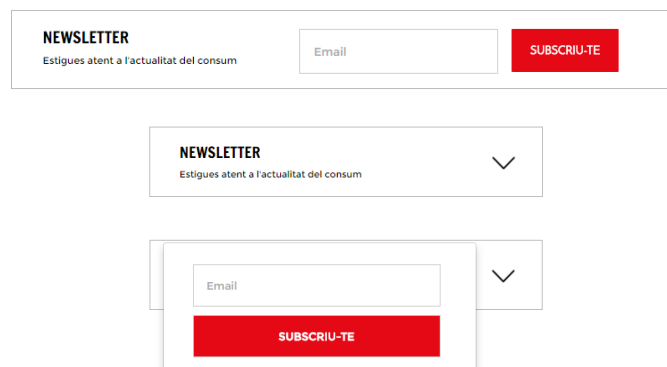 NEWSLETTER
Estigues atent a l'actualitat del consum
Email
SUBSCRIU-TE
NEWSLETTER
Estigues atent a l'actualitat del consum
Email
SUBSCRIU-TE